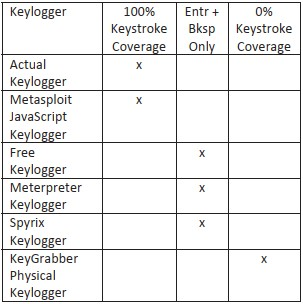 Keylogger 100% Keystroke Coverage Entr + Bksp Only 0% Keystroke Coverage
Actual Keylogger x
Metasploit JavaScript Keylogger x
Free Keylogger x
Meterpreter Keylogger x
Spyrix Keylogger x
KeyGrabber Physical Keylogger x